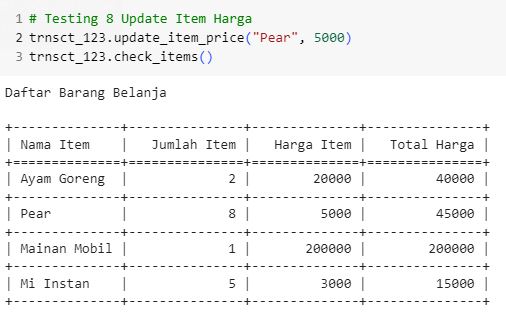 1 # Testing 8 Update Item Harga
2 trnsct_123.update_item_price("Pear", 5000)
3 trnsct_123.check_items()
Daftar Barang Belanja
+--------------+---------------+--------------+---------------+
| Nama Item    |   Jumlah Item |   Harga Item |   Total Harga |
+==============+===============+==============+===============+
| Ayam Goreng  |             2 |        20000 |         40000 |
+--------------+---------------+--------------+---------------+
| Pear         |             8 |         5000 |         45000 |
+--------------+---------------+--------------+---------------+
| Mainan Mobil |             1 |       200000 |        200000 |
+--------------+---------------+--------------+---------------+
| Mi Instan    |             5 |         3000 |         15000 |
+--------------+---------------+--------------+---------------+